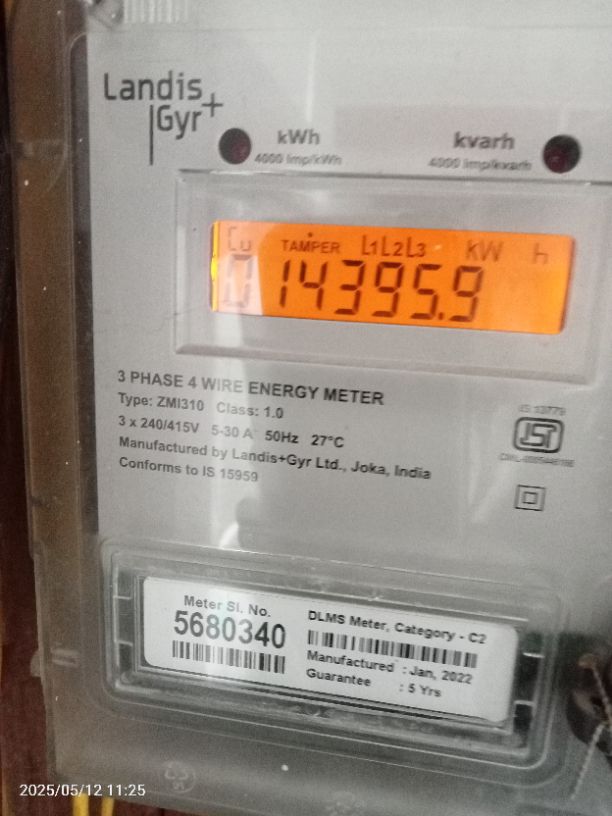 Landis
Gyr+
kWh
4000 Imp/kWh
kvarh
4000 Imp/kvarh
Cu TAMPER L1L2L3 kW h
014395.9
3 PHASE 4 WIRE ENERGY METER
Type: ZMI310 Class: 1.0
3 x 240/415V 5-30 A 50Hz 27°C
Manufactured by Landis+Gyr Ltd., Joka, India
Conforms to IS 15959
IS 13779
ISI
Meter Sl. No.
5680340
DLMS Meter, Category - C2
Manufactured : Jan, 2022
Guarantee : 5 Yrs
2025/05/12 11:25